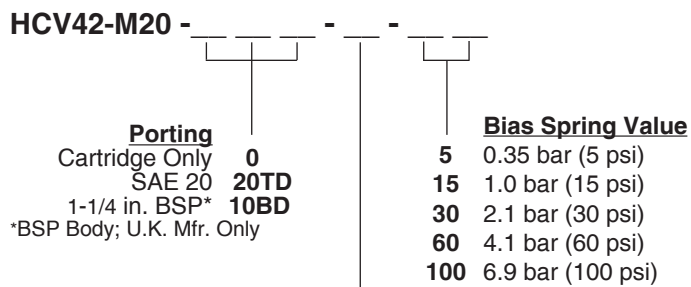 HCV42-M20 -__ __ __ - __ - __ __
Porting
Cartridge Only 0
SAE 20 20TD
1-1/4 in. BSP* 10BD
*BSP Body; U.K. Mfr. Only
Bias Spring Value
5 0.35 bar (5 psi)
15 1.0 bar (15 psi)
30 2.1 bar (30 psi)
60 4.1 bar (60 psi)
100 6.9 bar (100 psi)